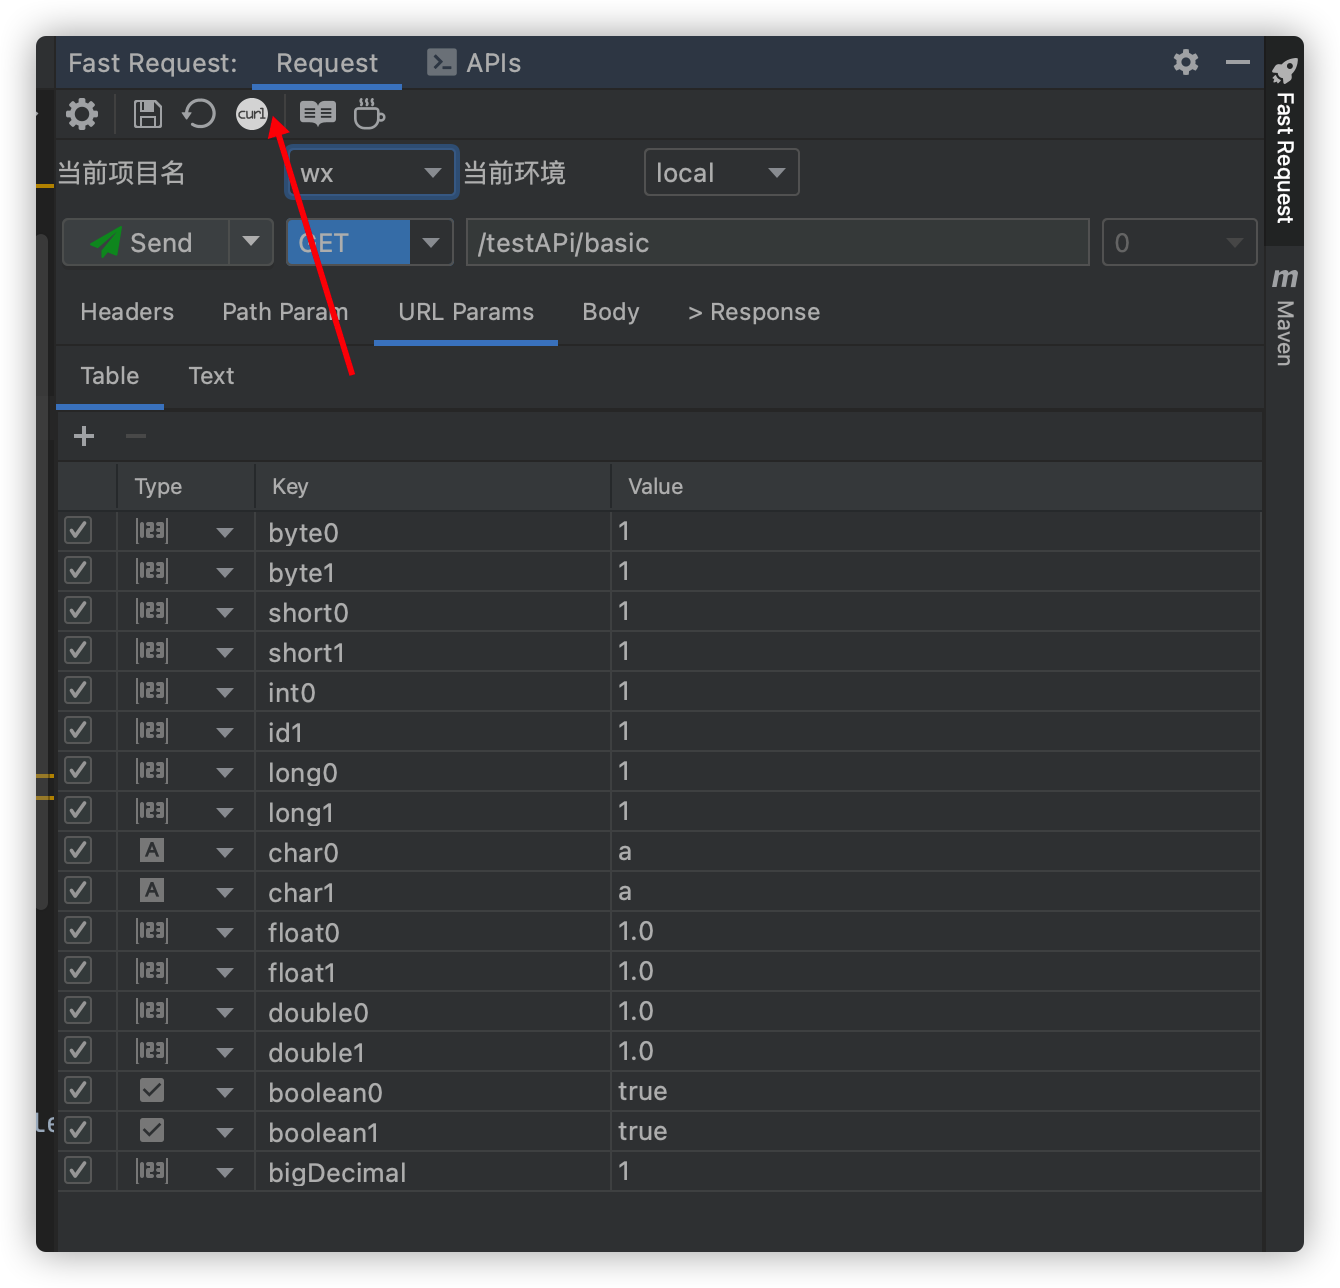 Fast Request: Request APIs
curl
当前项目名 wx 当前环境 local
Send GET /testAPi/basic 0
Headers Path Param URL Params Body > Response
Table Text
Type Key Value
123 byte0 1
123 byte1 1
123 short0 1
123 short1 1
123 int0 1
123 id1 1
123 long0 1
123 long1 1
A char0 a
A char1 a
123 float0 1.0
123 float1 1.0
123 double0 1.0
123 double1 1.0
boolean0 true
boolean1 true
123 bigDecimal 1
Fast Request
m Maven